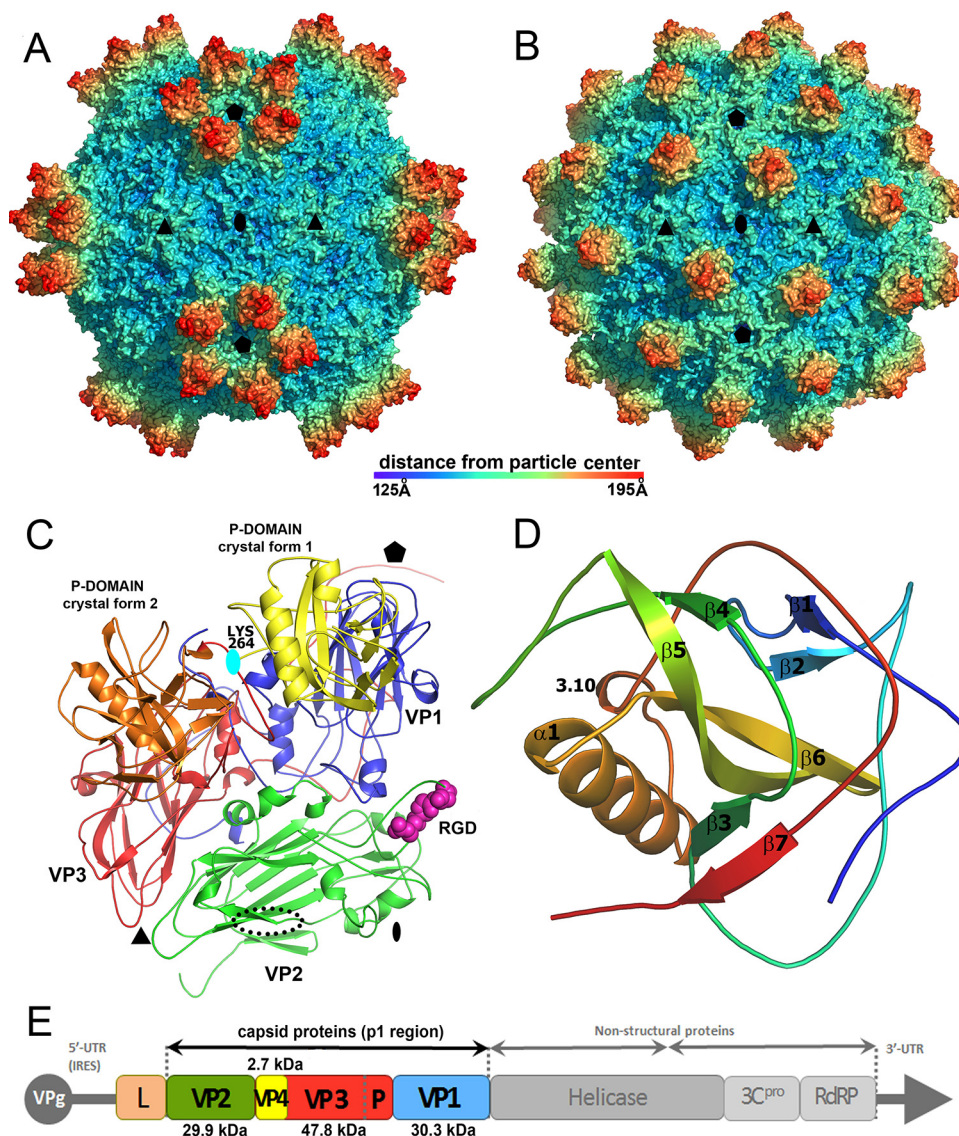 A
B
distance from particle center
125Å
195Å
C
P-DOMAIN
crystal form 1
P-DOMAIN
crystal form 2
LYS
264
VP1
RGD
VP3
VP2
D
β4
β1
β5
β2
3.10
α1
β6
β3
β7
E
capsid proteins (p1 region)
Non-structural proteins
5′-UTR
(IRES)
2.7 kDa
3′-UTR
VPg
L
VP2
VP4
VP3
P
VP1
Helicase
3Cpro
RdRP
29.9 kDa
47.8 kDa
30.3 kDa